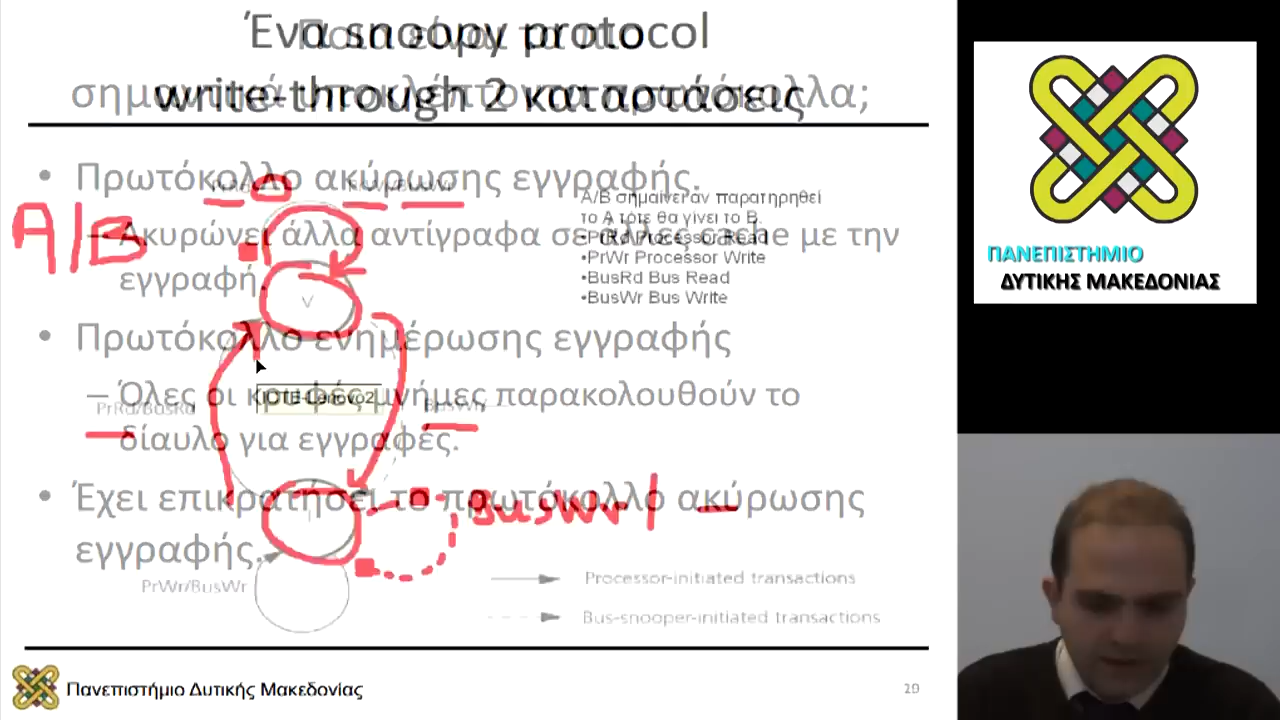 Ένα snoopy protocol
write-through 2 καταστάσεις
σημαντικά πρωτόκολλα;
• Πρωτόκολλο ακύρωσης εγγραφής.
– Ακυρώνει άλλα αντίγραφα σε άλλες cache με την
εγγραφή.
A/B
A/B σημαίνει αν παρατηρηθεί
το A τότε θα γίνει το B.
•PrRd Processor Read
•PrWr Processor Write
•BusRd Bus Read
•BusWr Bus Write
V
• Πρωτόκολλο ενημέρωσης εγγραφής
– Όλες οι κρυφές μνήμες παρακολουθούν το
δίαυλο για εγγραφές.
PrRd/BusRd
ICTE-Lenovo2
BusWr/
• Έχει επικρατήσει το πρωτόκολλο ακύρωσης
εγγραφής.
BusWr/ –
PrWr/BusWr
Processor-initiated transactions
Bus-snooper-initiated transactions
Πανεπιστήμιο Δυτικής Μακεδονίας
ΠΑΝΕΠΙΣΤΗΜΙΟ
ΔΥΤΙΚΗΣ ΜΑΚΕΔΟΝΙΑΣ